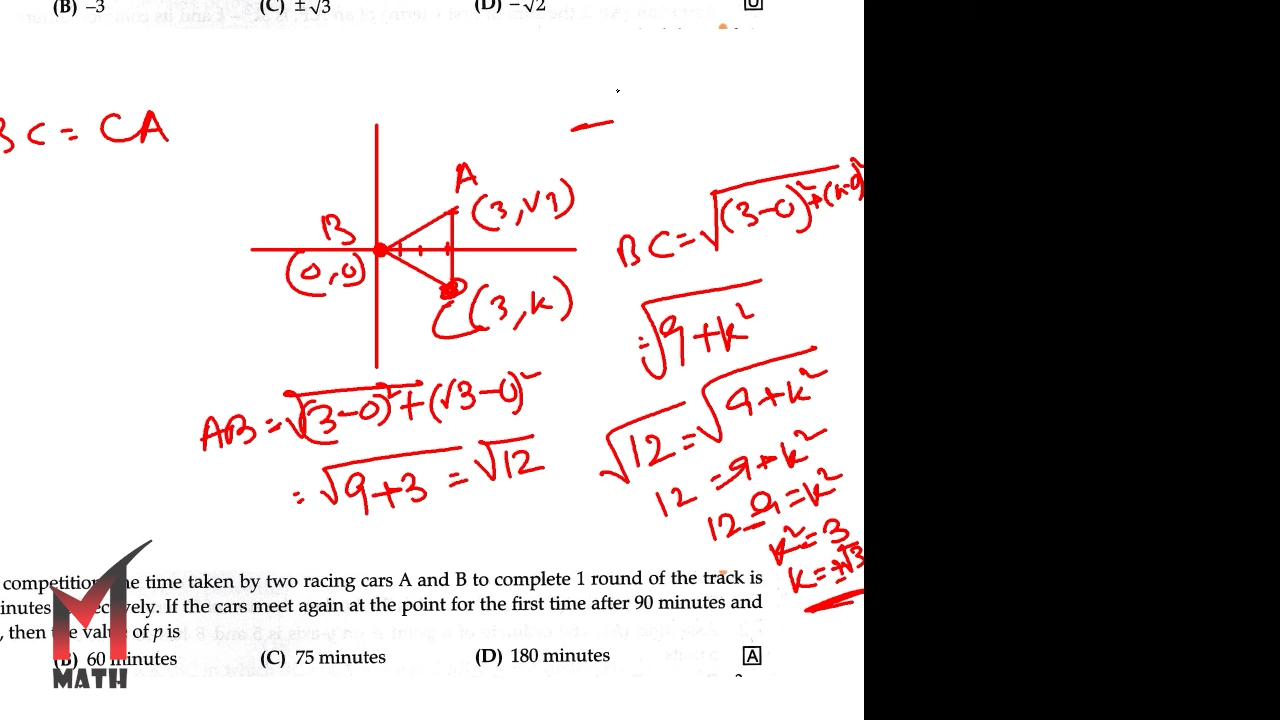 (B) –3 (C) ± √3 (D) – √2 U
BC = CA
A
(3, √3)
B
(0,0)
C(3, k)
AB = √(3-0)² + (√3-0)²
= √9+3 = √12
BC = √(3-0)² + (k-0)²
= √9+k²
√12 = √9+k²
12 = 9+k²
12-9 = k²
k² = 3
k = ±√3
competition, the time taken by two racing cars A and B to complete 1 round of the track is
inutes respectively. If the cars meet again at the point for the first time after 90 minutes and
, then the value of p is
(B) 60 minutes (C) 75 minutes (D) 180 minutes A
MATH